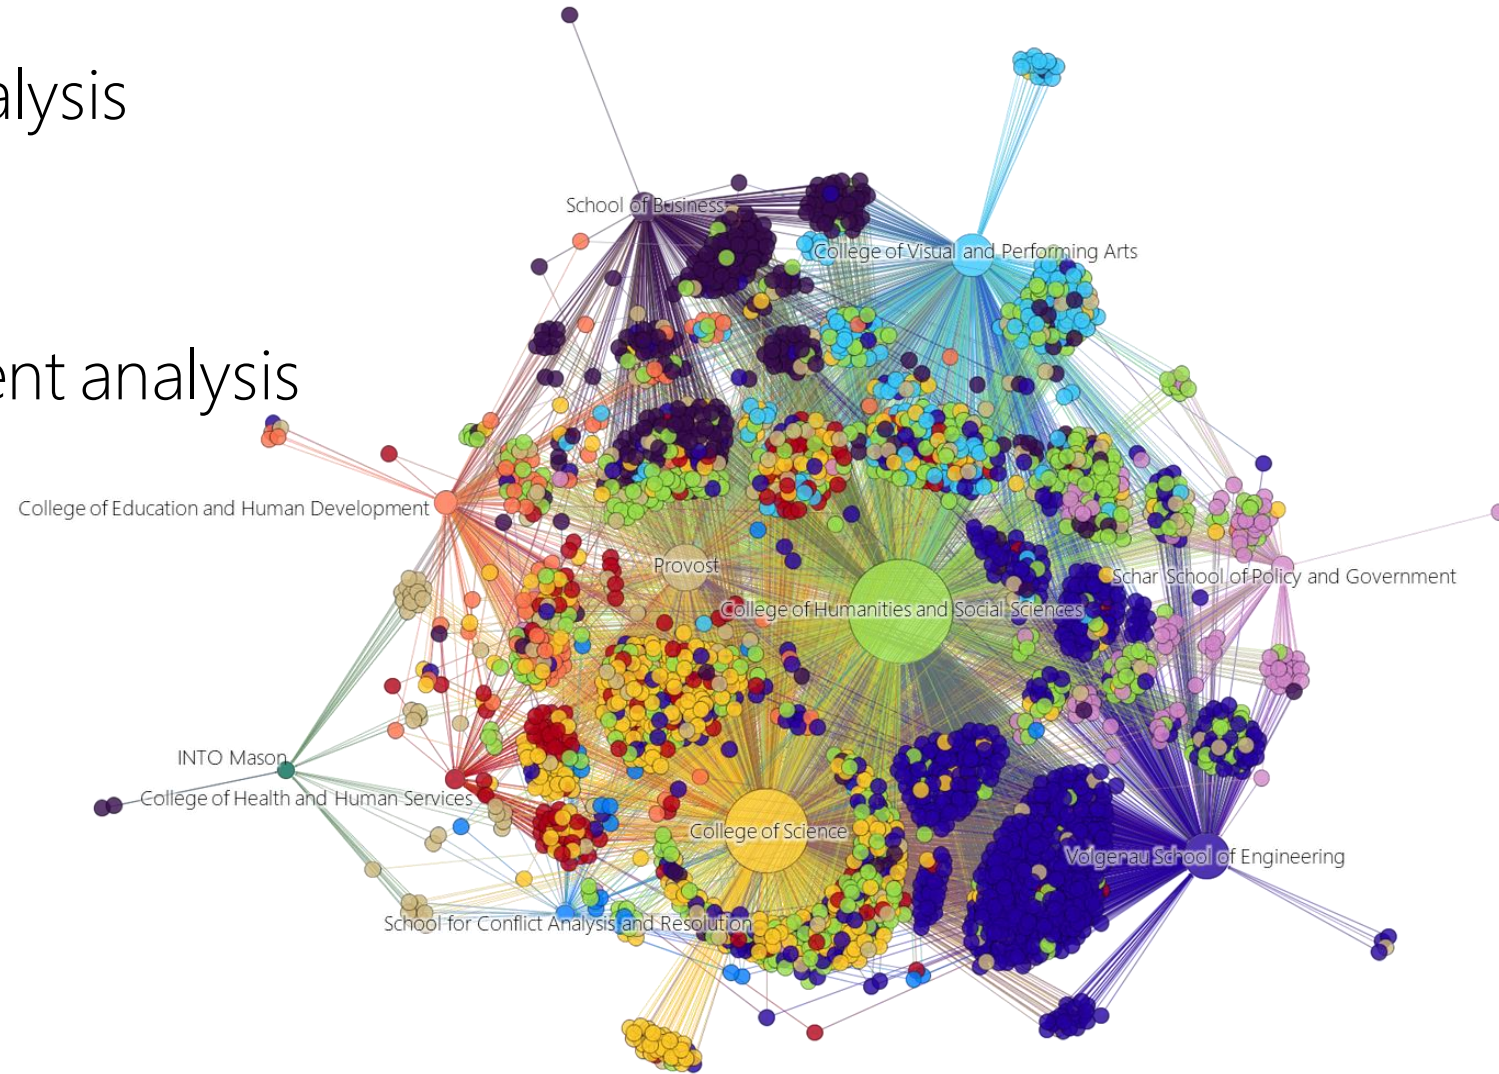 alysis
School of Business
College of Visual and Performing Arts
ent analysis
College of Education and Human Development
Provost
Schar School of Policy and Government
College of Humanities and Social Sciences
INTO Mason
College of Health and Human Services
College of Science
Volgenau School of Engineering
School for Conflict Analysis and Resolution